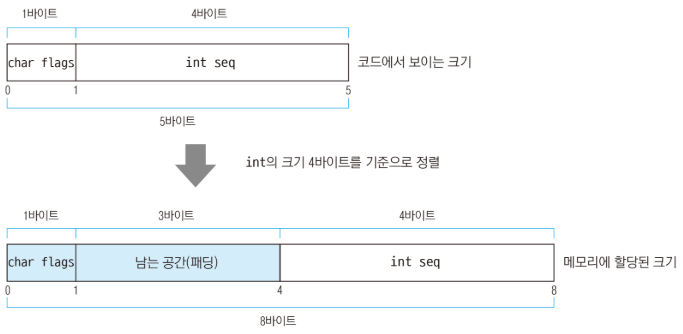 1바이트 4바이트
char flags int seq 코드에서 보이는 크기
0 1 5
5바이트
int의 크기 4바이트를 기준으로 정렬
1바이트 3바이트 4바이트
char flags 남는 공간(패딩) int seq 메모리에 할당된 크기
0 1 4 8
8바이트